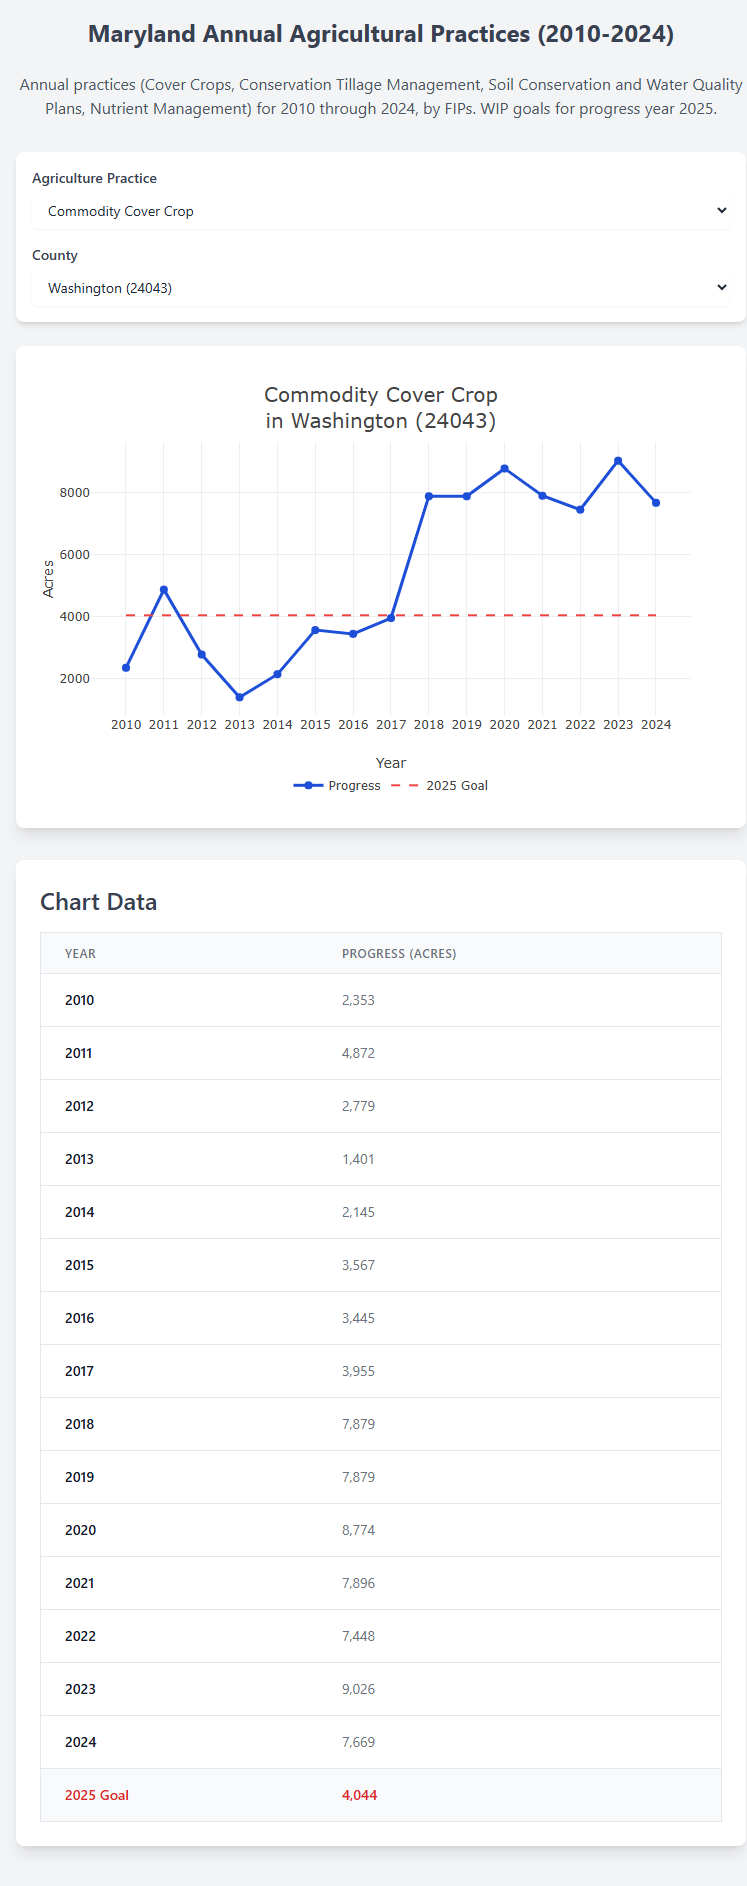 Maryland Annual Agricultural Practices (2010-2024)
Annual practices (Cover Crops, Conservation Tillage Management, Soil Conservation and Water Quality
Plans, Nutrient Management) for 2010 through 2024, by FIPs. WIP goals for progress year 2025.
Agriculture Practice
Commodity Cover Crop
County
Washington (24043)
Commodity Cover Crop
in Washington (24043)
8000
6000
4000
2000
Acres
2010 2011 2012 2013 2014 2015 2016 2017 2018 2019 2020 2021 2022 2023 2024
Year
Progress 2025 Goal
Chart Data
YEAR PROGRESS (ACRES)
2010 2,353
2011 4,872
2012 2,779
2013 1,401
2014 2,145
2015 3,567
2016 3,445
2017 3,955
2018 7,879
2019 7,879
2020 8,774
2021 7,896
2022 7,448
2023 9,026
2024 7,669
2025 Goal 4,044